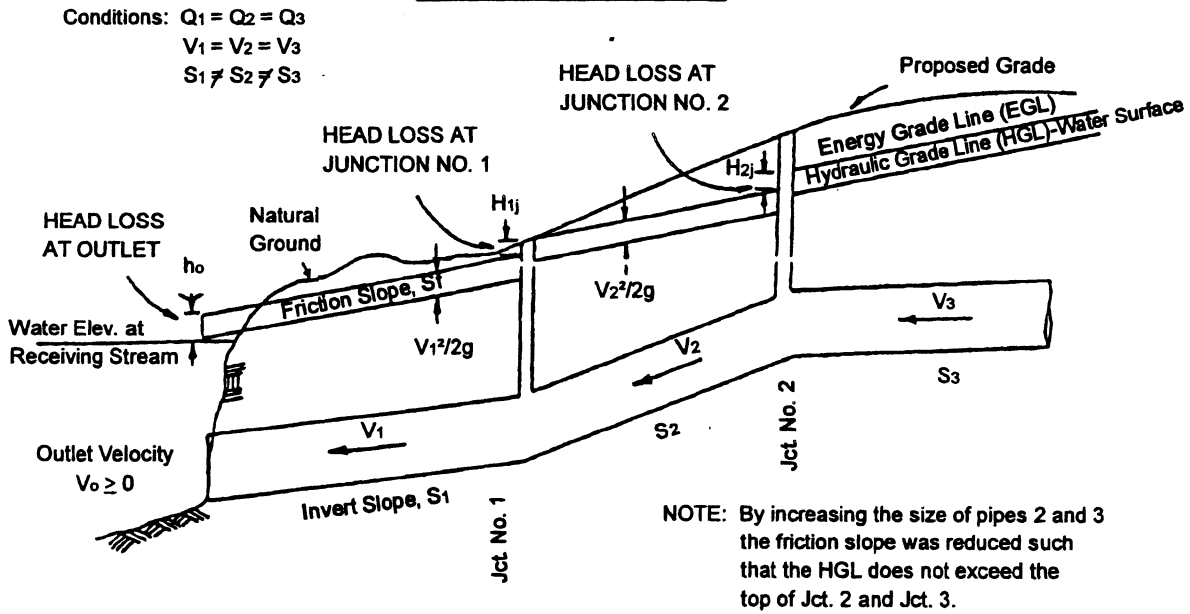 Conditions: Q1 = Q2 = Q3
V1 = V2 = V3
S1 ≠ S2 ≠ S3
HEAD LOSS AT
JUNCTION NO. 2
Proposed Grade
Energy Grade Line (EGL)
Hydraulic Grade Line (HGL)-Water Surface
HEAD LOSS AT
JUNCTION NO. 1
H2j
H1j
HEAD LOSS
AT OUTLET
Natural
Ground
ho
Friction Slope, Sf
V2²/2g
V3
Water Elev. at
Receiving Stream
V1²/2g
V2
S3
V1
S2
Jct. No. 2
Outlet Velocity
Vo ≥ 0
Invert Slope, S1
Jct. No. 1
NOTE: By increasing the size of pipes 2 and 3
the friction slope was reduced such
that the HGL does not exceed the
top of Jct. 2 and Jct. 3.